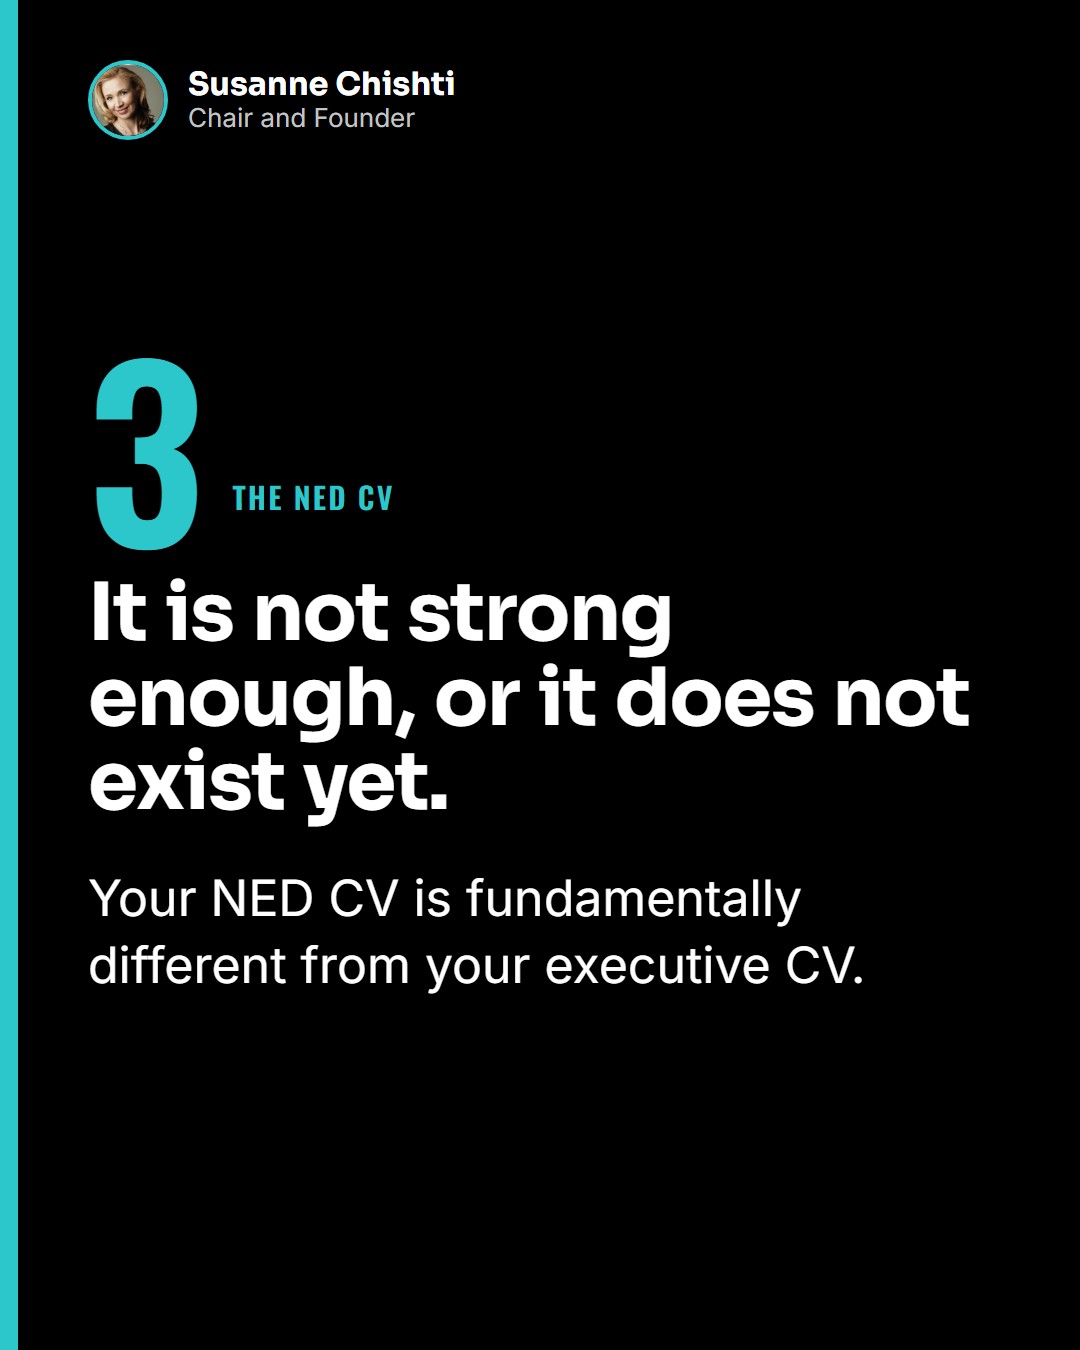 Susanne Chishti
Chair and Founder
3
THE NED CV
It is not strong
enough, or it does not
exist yet.
Your NED CV is fundamentally
different from your executive CV.